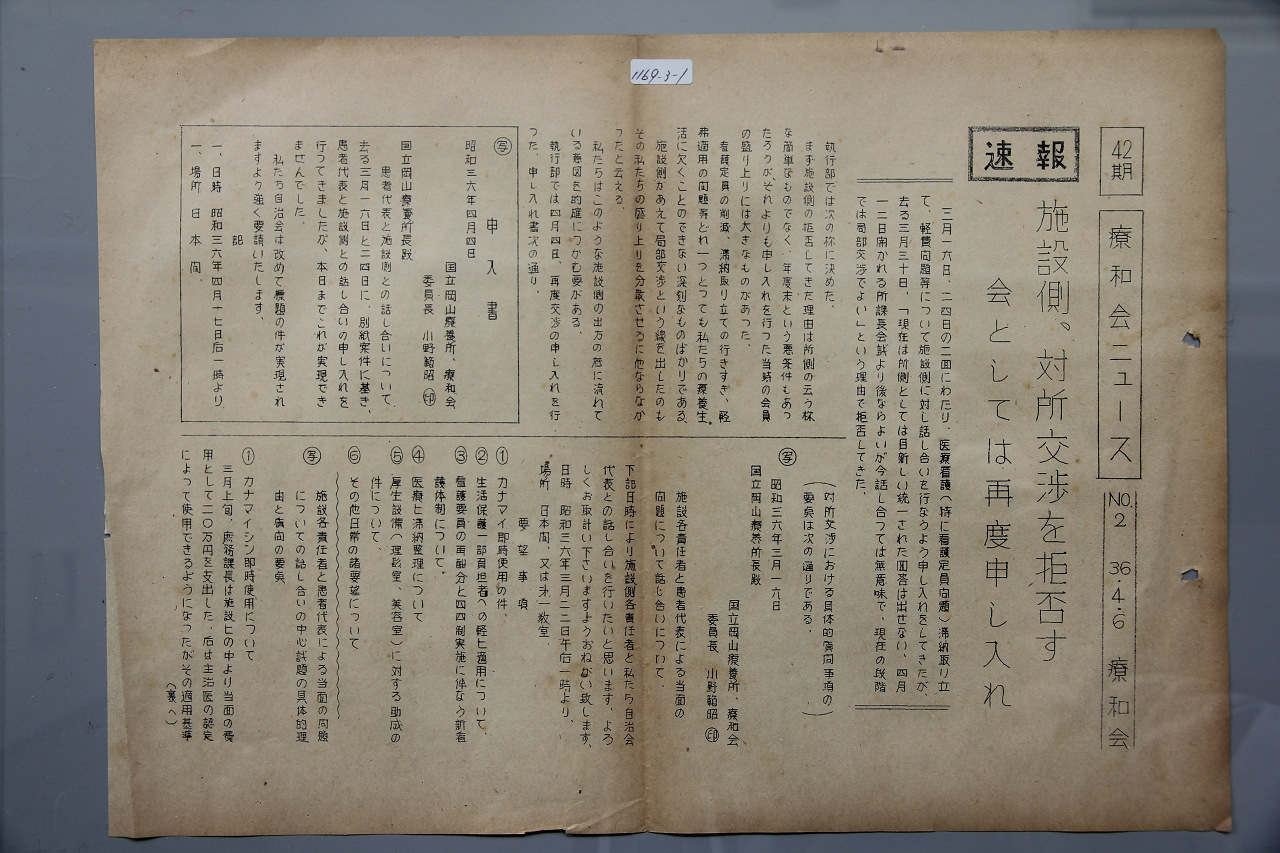 1169-3-1
42期
療和会ニュース
NO.2 36・4・6 療和会
速報
施設側、対所交渉を拒否す
会としては再度申し入れ
三月一六日、二四日の二回にわたり、医療看護(特に看護定員問題)滞納取り立
て、軽費問題等について施設側に対し話し合いを行なうよう申し入れをしてきたが、
去る三月三十日、「現在は所側としては目新しい統一された回答は出せない、四月
一二日開かれる所課長会議より後ならよいが今話し合つては無意味で、現在の段階
では局部交渉でよい」という理由で拒否してきた。
執行部では次の様に決めた。
まず施設側の拒否してきた理由は所側の云う様
な簡単なものでなく、年度末という悪条件もあつ
たろうが、それよりも申し入れを行つた当時の会員
の盛り上りには大きなものがあつた、
看護定員の削減、滞納取り立ての行きすぎ、軽
費適用の問題等どれ一つとつても私たちの療養生
活に欠くことのできない深刻なものばかりである、
施設側があえて局部交渉という線を出したのも
その私たちの盛り上りを分散させるに他ならなか
つたと云える、
私たちはこのような施設側の出方の底に流れて
いる意図を的確につかむ要がある。
執行部では四月四日、再度交渉の申し入れを行
つた、申し入れ書次の通り、
㊢ 申入書
昭和三六年四月四日
国立岡山療養所、療和会
委員長 小野範昭 ㊞
国立岡山療養所長殿
患者代表と施設側との話し合いについて
去る三月一六日と二四日に、別紙案件に基き、
患者代表と施設側との話し合いの申し入れを
行つてきましたが、本日までこれが実現でき
ませんでした、
私たち自治会は改めて標題の件が実現され
ますよう強く要請いたします、
記
一、日時 昭和三六年四月一七日后一時より、
一、場所 日本間、
(対所交渉における具体的質問事項の)
(要点は次の通りである、)
㊢ 昭和三六年三月一六日
国立岡山療養所、療和会
委員長、小野範昭 ㊞
国立岡山療養所長殿
施設各責任者と患者代表による当面の
問題について話し合いについて、
下記日時により施設側各責任者と私たち自治会
代表との話し合いを行いたいと思います、よろ
しくお取計い下さいますようおねがい致します、
日時 昭和三六年三月二二日午后一時より、
場所 日本間、又は第一教室、
要望事項
① カナマイ即時使用の件
② 生活保護一部負担者への軽ヒ適用について、
③ 看護要員の再配分と四四制実施に伴なう新看
護体制について、
④ 医療ヒ滞納整理について
⑤ 厚生設備(理髪室、美容室)に対する助成の
件について、
⑥ その他日常の諸要望について
㊢ 施設各責任者と患者代表による当面の問題
についての話し合いの中心試題の具体的理
由と質向の要点
① カナマイシン即時使用について
三月上旬、庶務課長は施設ヒの中より当面の費
用として二〇万円を支出した、后は主治医の認定
によつて使用できるようになつたがその適用基準
(裏へ)